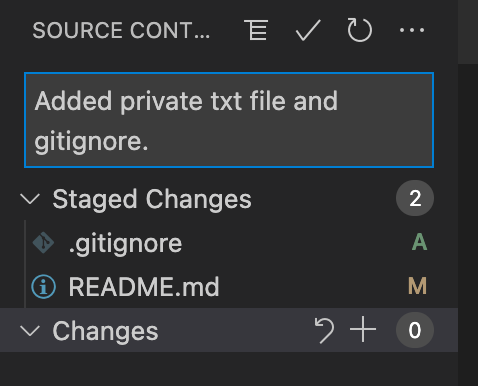 SOURCE CONT...
Added private txt file and
gitignore.
Staged Changes 2
.gitignore A
README.md M
Changes 0